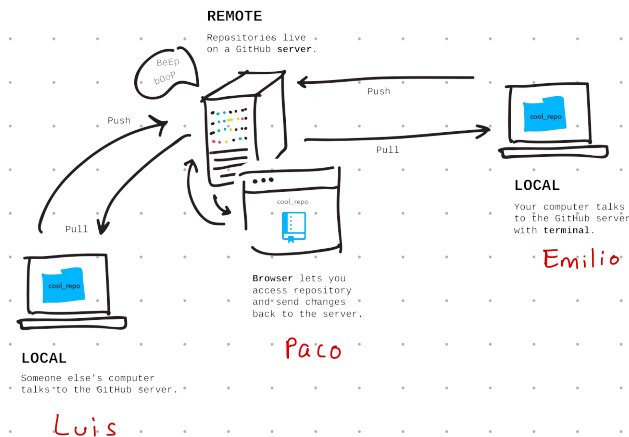 REMOTE
Repositories live
on a GitHub server.
BeEp
bOoP
Push
Pull
cool_repo
LOCAL
Someone else's computer
talks to the GitHub server.
Luis
cool_repo
Browser lets you
access repository
and send changes
back to the server.
Paco
Push
Pull
cool_repo
LOCAL
Your computer talks
to the GitHub server
with terminal.
Emilio